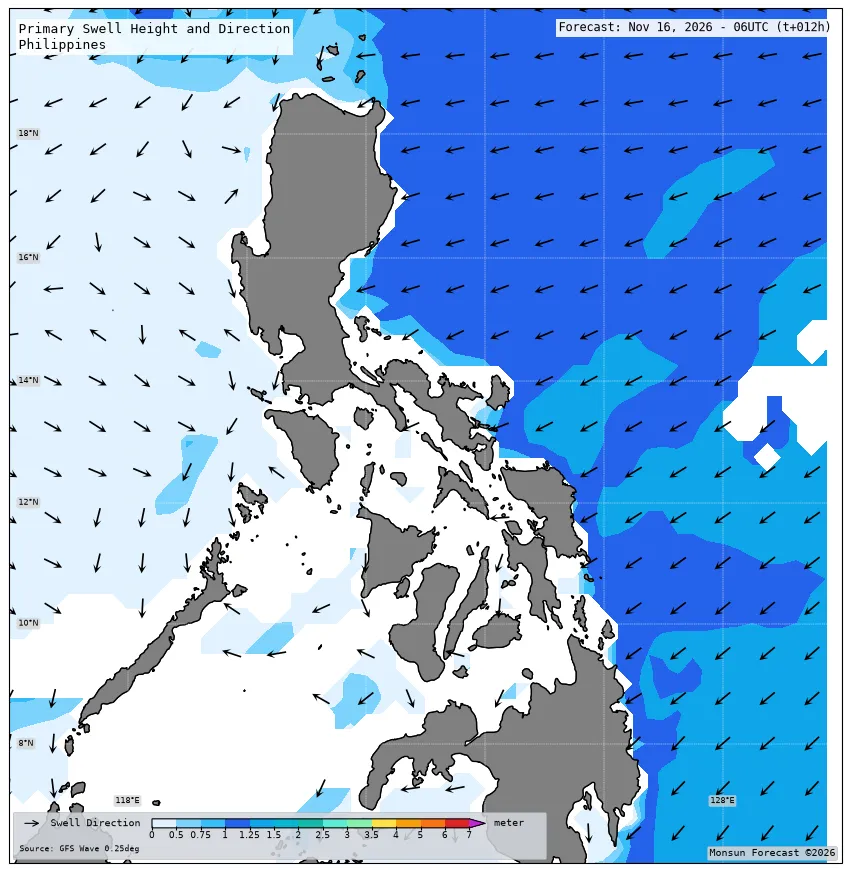 Primary Swell Height and Direction
Philippines
Forecast: Nov 16, 2026 - 06UTC (t+012h)
18°N
16°N
14°N
12°N
10°N
8°N
118°E
128°E
Swell Direction
0 0.5 0.75 1 1.25 1.5 2 2.5 3 3.5 4 5 6 7
meter
Source: GFS Wave 0.25deg
Monsun Forecast ©2026